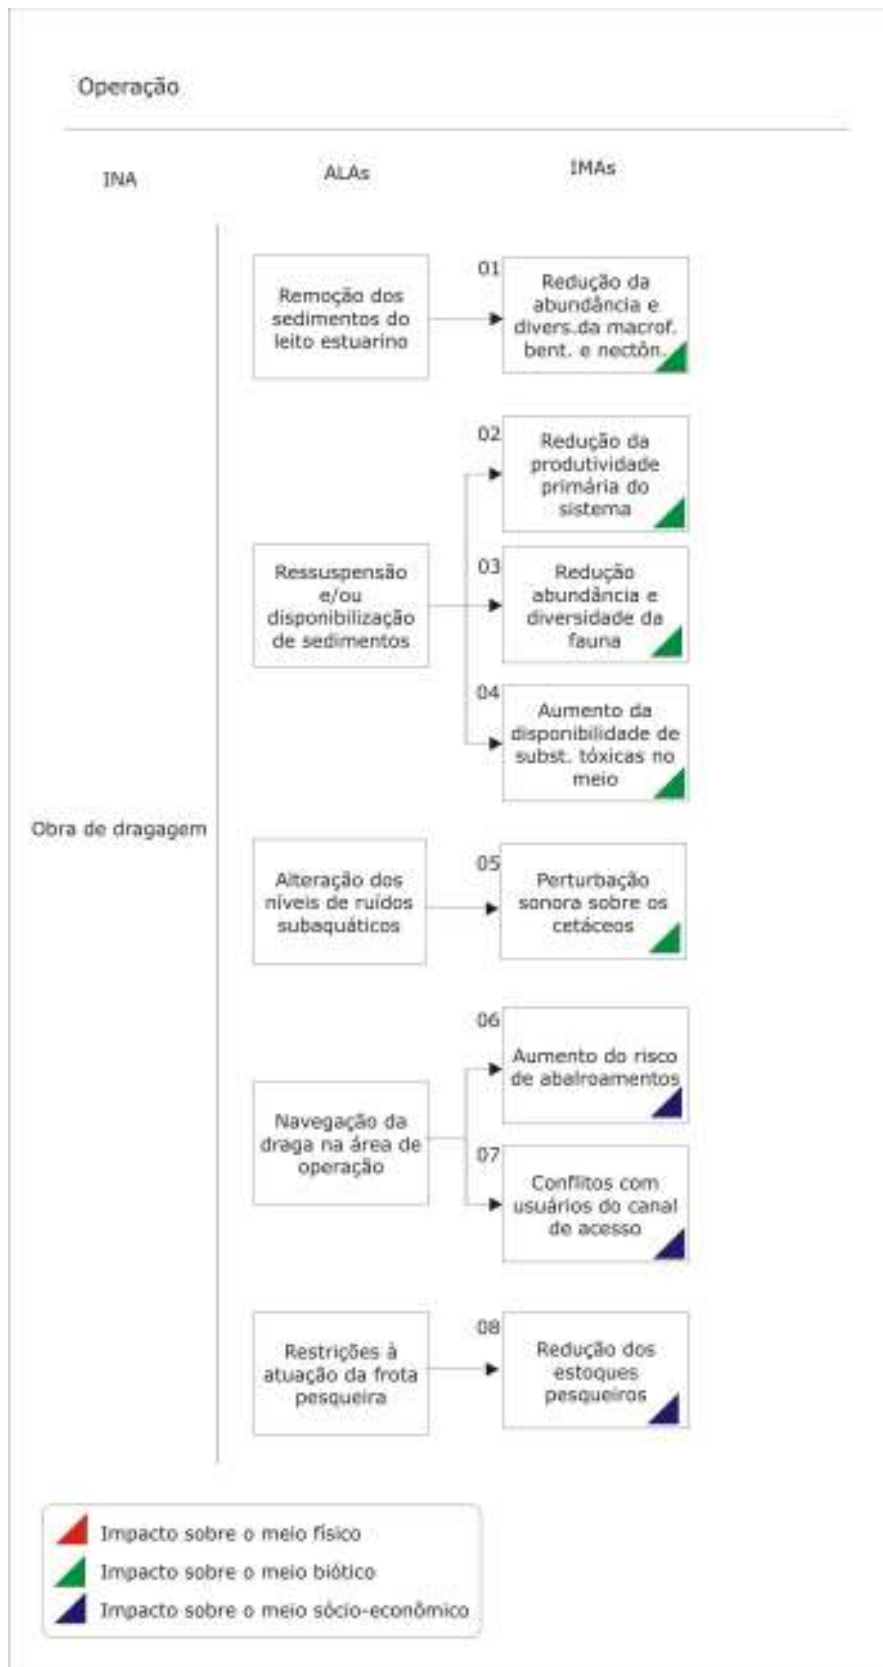 Operação
INA
ALAs
IMAs
Remoção dos
sedimentos do
leito estuarino
01
Redução da
abundância e
divers.da macrof.
bent. e nectôn.
02
Redução da
produtividade
primária do
sistema
Ressuspensão
e/ou
disponibilização
de sedimentos
03
Redução
abundância e
diversidade da
fauna
04
Aumento da
disponibilidade de
subst. tóxicas no
meio
Obra de dragagem
Alteração dos
níveis de ruídos
subaquáticos
05
Perturbação
sonora sobre os
cetáceos
06
Aumento do risco
de abalroamentos
Navegação da
draga na área de
operação
07
Conflitos com
usuários do canal
de acesso
Restrições à
atuação da frota
pesqueira
08
Redução dos
estoques
pesqueiros
Impacto sobre o meio físico
Impacto sobre o meio biótico
Impacto sobre o meio sócio-econômico